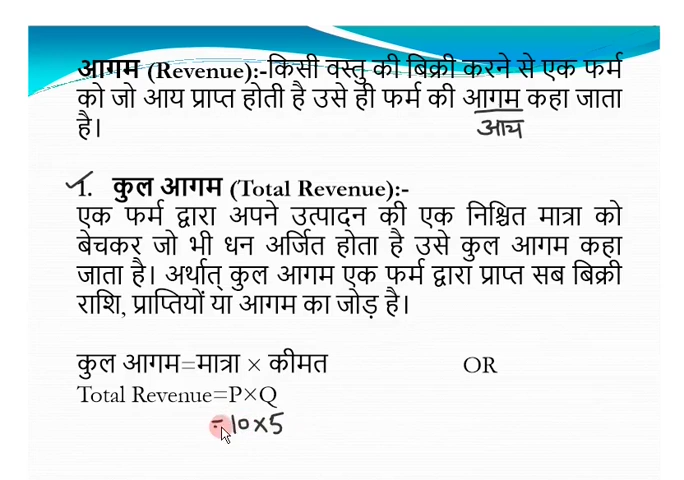 आगम (Revenue):-किसी वस्तु की बिक्री करने से एक फर्म
को जो आय प्राप्त होती है उसे ही फर्म की आगम कहा जाता
है।
आय
1. कुल आगम (Total Revenue):-
एक फर्म द्वारा अपने उत्पादन की एक निश्चित मात्रा को
बेचकर जो भी धन अर्जित होता है उसे कुल आगम कहा
जाता है। अर्थात् कुल आगम एक फर्म द्वारा प्राप्त सब बिक्री
राशि, प्राप्तियों या आगम का जोड़ है।
कुल आगम=मात्रा × कीमत OR
Total Revenue=P×Q
=10×5